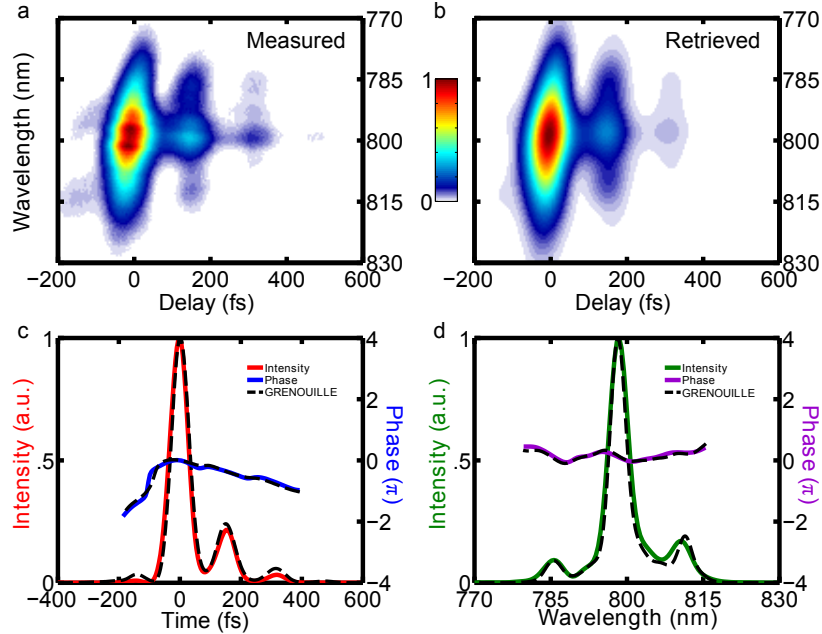 a
Measured
b
Retrieved
Wavelength (nm)
770
785
800
815
830
1
0
770
785
800
815
830
−200
0
200
400
600
Delay (fs)
−200
0
200
400
600
Delay (fs)
c
Intensity
Phase
GRENOUILLE
Intensity (a.u.)
1
.5
0
4
2
0
−2
−4
Phase (π)
−400
−200
0
200
400
600
Time (fs)
d
Intensity
Phase
GRENOUILLE
Intensity (a.u.)
1
.5
0
4
2
0
−2
−4
Phase (π)
770
785
800
815
830
Wavelength (nm)